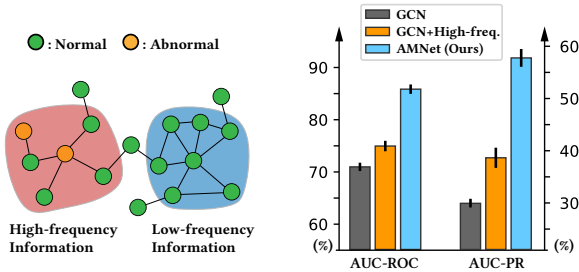 : Normal
: Abnormal
High-frequency
Information
Low-frequency
Information
GCN
GCN+High-freq.
AMNet (Ours)
90
80
70
60
(%)
60
50
40
30
(%)
AUC-ROC
AUC-PR